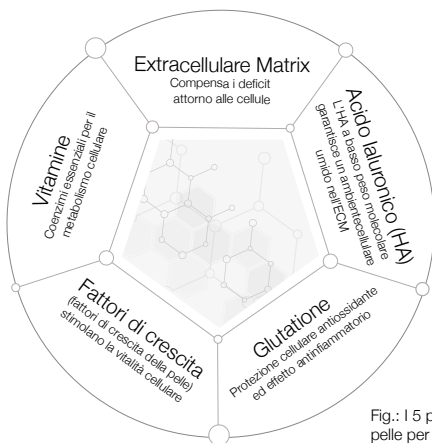 Extracellulare Matrix
Compensa i deficit
attorno alle cellule
Acido Ialuronico (HA)
L'HA a basso peso molecolare
garantisce un ambientecellulare
umido nell'ECM
Glutatione
Protezione cellulare antiossidante
ed effetto antinfiammatorio
Fattori di crescita
(fattori di crescita della pelle)
stimolano la vitalità cellulare
Vitamine
Coenzimi essenziali per il
metabolismo cellulare
Fig.: I 5 p
pelle per